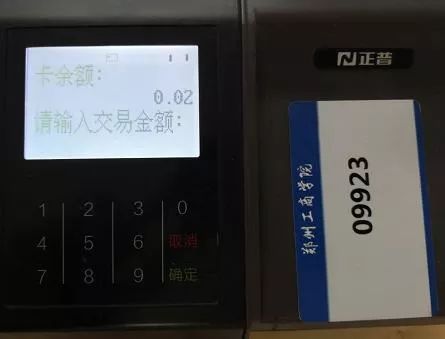 卡余额:
0.02
请输入交易金额:
1 2 3 0
4 5 6 取消
7 8 9 确定
正普
郑州工商学院
09923